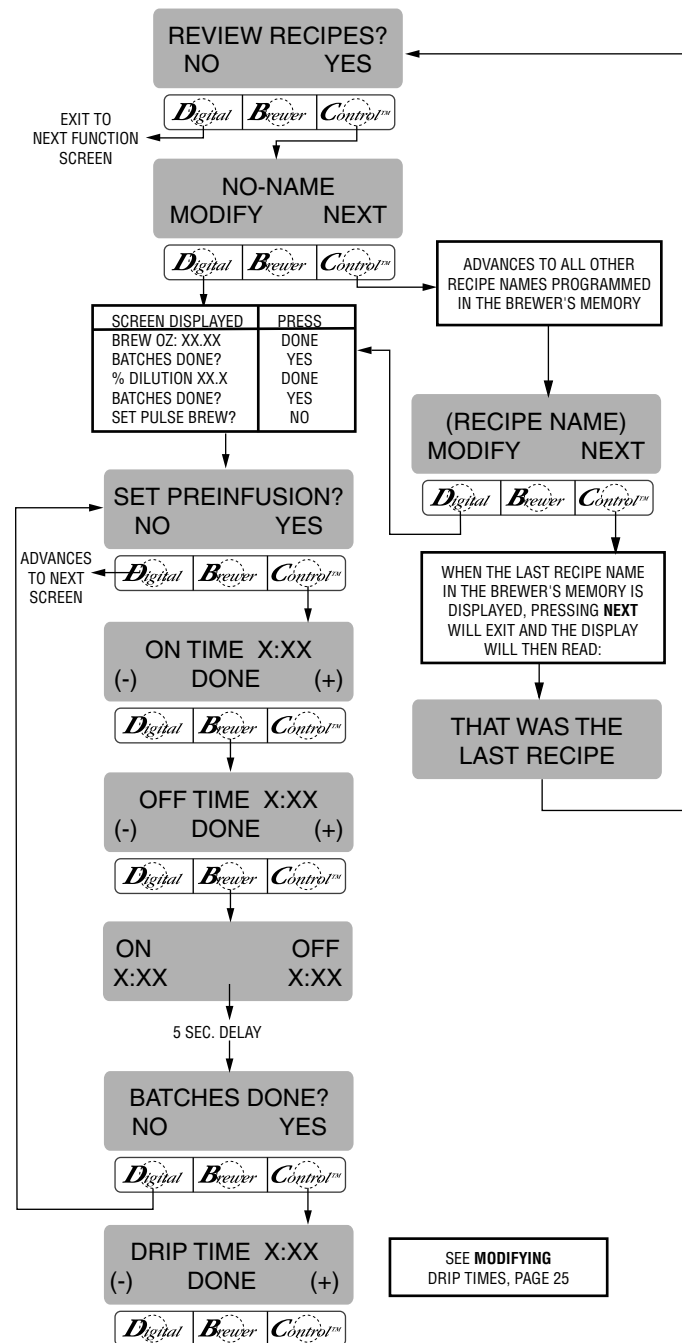 REVIEW RECIPES?
NO YES
Digital Brewer Control™
EXIT TO
NEXT FUNCTION
SCREEN
NO-NAME
MODIFY NEXT
Digital Brewer Control™
ADVANCES TO ALL OTHER
RECIPE NAMES PROGRAMMED
IN THE BREWER'S MEMORY
SCREEN DISPLAYED PRESS
BREW OZ: XX.XX DONE
BATCHES DONE? YES
% DILUTION XX.X DONE
BATCHES DONE? YES
SET PULSE BREW? NO
(RECIPE NAME)
MODIFY NEXT
Digital Brewer Control™
SET PREINFUSION?
NO YES
ADVANCES
TO NEXT
SCREEN
Digital Brewer Control™
WHEN THE LAST RECIPE NAME
IN THE BREWER'S MEMORY IS
DISPLAYED, PRESSING NEXT
WILL EXIT AND THE DISPLAY
WILL THEN READ:
ON TIME X:XX
(-) DONE (+)
Digital Brewer Control™
THAT WAS THE
LAST RECIPE
OFF TIME X:XX
(-) DONE (+)
Digital Brewer Control™
ON OFF
X:XX X:XX
5 SEC. DELAY
BATCHES DONE?
NO YES
Digital Brewer Control™
DRIP TIME X:XX
(-) DONE (+)
SEE MODIFYING
DRIP TIMES, PAGE 25
Digital Brewer Control™